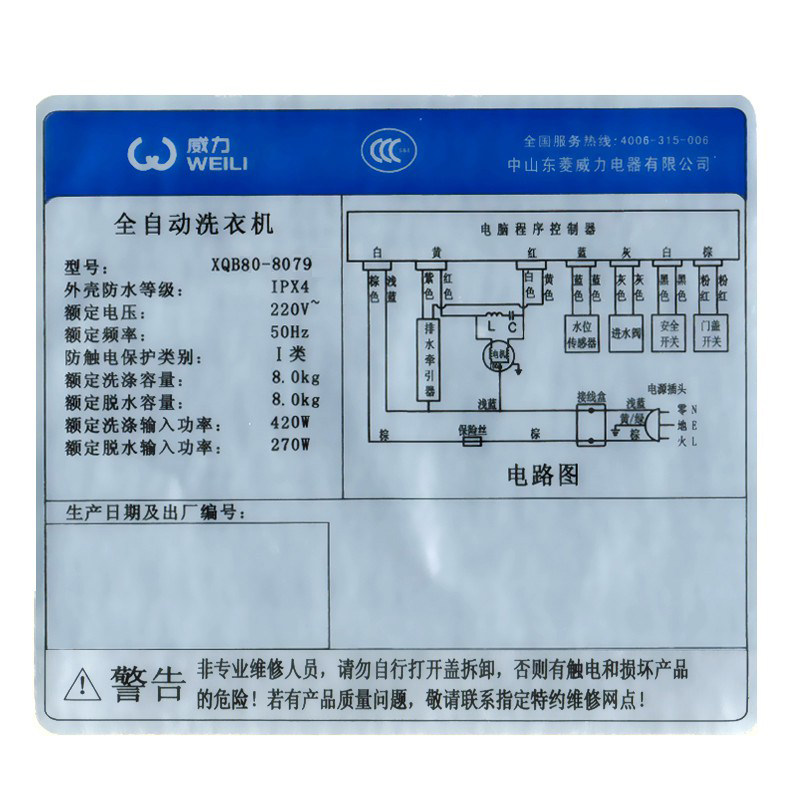 威力
WEILI
CCC
全国服务热线:4006-315-006
中山东菱威力电器有限公司
全自动洗衣机
型号: XQB80-8079
外壳防水等级: IPX4
额定电压: 220V~
额定频率: 50Hz
防触电保护类别: I 类
额定洗涤容量: 8.0kg
额定脱水容量: 8.0kg
额定洗涤输入功率: 420W
额定脱水输入功率: 270W
电脑程序控制器
白 黄 红 蓝 灰 白 棕
棕色 浅蓝 紫色 红色 白色 黄色 蓝色 蓝色 灰色 灰色 黑色 黑色 粉红 粉红
L C
排水牵引器
电机
水位传感器
进水阀
安全开关
门盖开关
浅蓝 接线盒 浅蓝 电源插头
黄/绿
零 N
地 E
火 L
棕 保险丝 棕 棕
电路图
生产日期及出厂编号:
警告
非专业维修人员，请勿自行打开盖拆卸，否则有触电和损坏产品
的危险！若有产品质量问题，敬请联系指定特约维修网点！